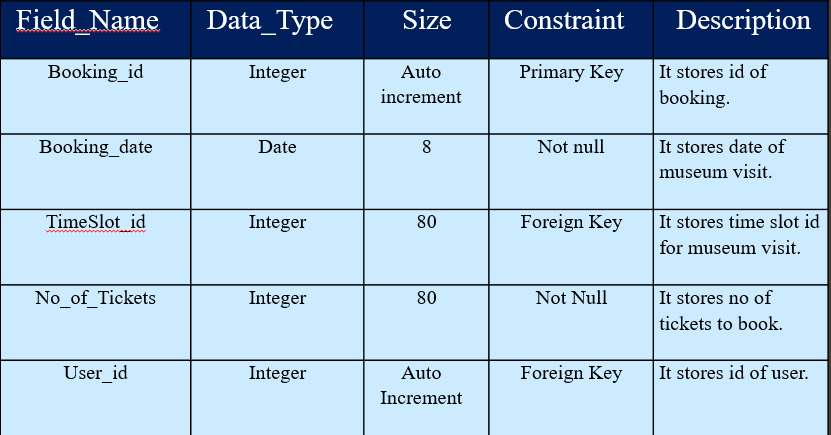 Field_Name Data_Type Size Constraint Description
Booking_id Integer Auto increment Primary Key It stores id of booking.
Booking_date Date 8 Not null It stores date of museum visit.
TimeSlot_id Integer 80 Foreign Key It stores time slot id for museum visit.
No_of_Tickets Integer 80 Not Null It stores no of tickets to book.
User_id Integer Auto Increment Foreign Key It stores id of user.